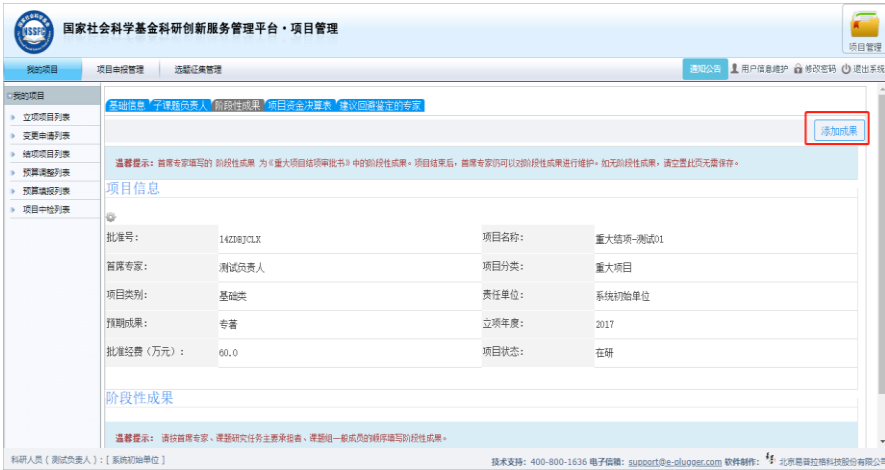 NSSFC
国家社会科学基金科研创新服务管理平台·项目管理
项目管理
我的项目 项目申报管理 选题征集管理
通知公告 用户信息维护 修改密码 退出系统
我的项目
立项项目列表
变更申请列表
结项项目列表
预算调整列表
预算填报列表
项目中检列表
基础信息 子课题负责人 阶段性成果 项目资金决算表 建议回避鉴定的专家
添加成果
温馨提示:首席专家填写的 阶段性成果 为《重大项目结项审批书》中的阶段性成果。项目结束后,首席专家仍可以对阶段性成果进行维护。如无阶段性成果,请空置此页无需保存。
项目信息
批准号: 14ZDBJCLX 项目名称: 重大结项-测试01
首席专家: 测试负责人 项目分类: 重大项目
项目类别: 基础类 责任单位: 系统初始单位
预期成果: 专著 立项年度: 2017
批准经费(万元): 60.0 项目状态: 在研
阶段性成果
温馨提示: 请按首席专家、课题研究任务主要承担者、课题组一般成员的顺序填写阶段性成果。
科研人员(测试负责人):[ 系统初始单位 ]
技术支持: 400-800-1636 电子信箱: support@e-plugger.com 软件制作: 北京易普拉格科技股份有限公司